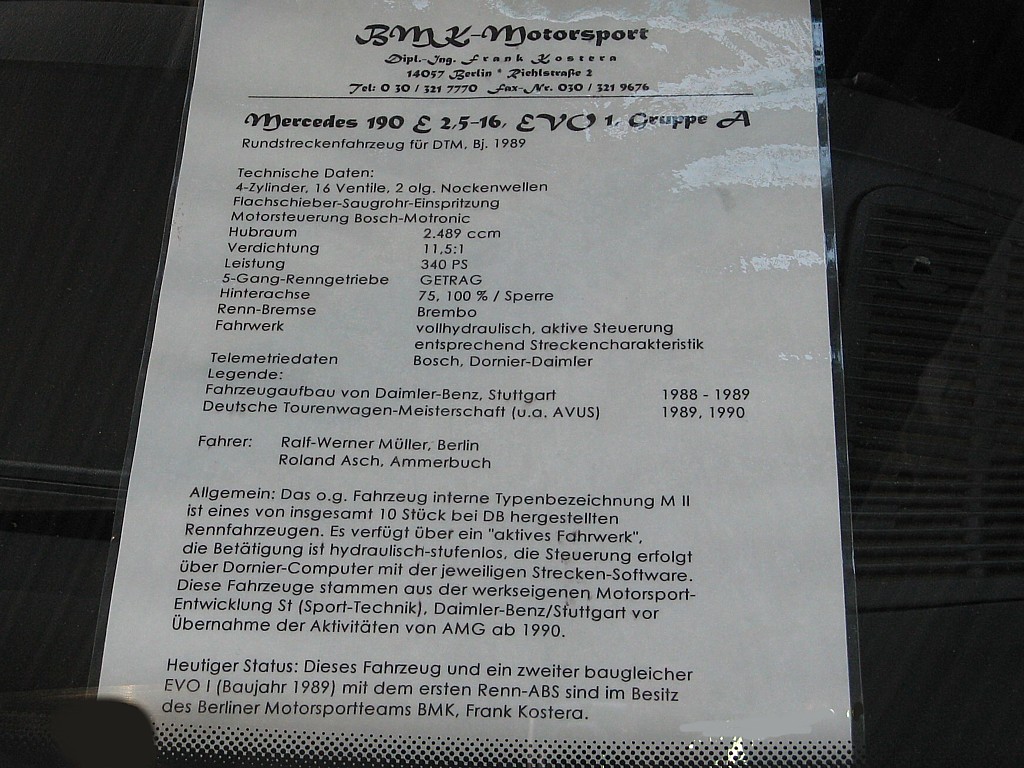 BMK-Motorsport
Dipl.-Ing. Frank Kostera
14057 Berlin * Riehlstraße 2
Tel: 0 30 / 321 7770 Fax-Nr. 030 / 321 9676
Mercedes 190 E 2,5-16, EVO 1, Gruppe A
Rundstreckenfahrzeug für DTM, Bj. 1989
Technische Daten:
4-Zylinder, 16 Ventile, 2 olg. Nockenwellen
Flachschieber-Saugrohr-Einspritzung
Motorsteuerung Bosch-Motronic
Hubraum 2.489 ccm
Verdichtung 11,5:1
Leistung 340 PS
5-Gang-Renngetriebe GETRAG
Hinterachse 75, 100 % / Sperre
Renn-Bremse Brembo
Fahrwerk vollhydraulisch, aktive Steuerung
entsprechend Streckencharakteristik
Telemetriedaten Bosch, Dornier-Daimler
Legende:
Fahrzeugaufbau von Daimler-Benz, Stuttgart 1988 - 1989
Deutsche Tourenwagen-Meisterschaft (u.a. AVUS) 1989, 1990
Fahrer: Ralf-Werner Müller, Berlin
Roland Asch, Ammerbuch
Allgemein: Das o.g. Fahrzeug interne Typenbezeichnung M II
ist eines von insgesamt 10 Stück bei DB hergestellten
Rennfahrzeugen. Es verfügt über ein "aktives Fahrwerk",
die Betätigung ist hydraulisch-stufenlos, die Steuerung erfolgt
über Dornier-Computer mit der jeweiligen Strecken-Software.
Diese Fahrzeuge stammen aus der werkseigenen Motorsport-
Entwicklung St (Sport-Technik), Daimler-Benz/Stuttgart vor
Übernahme der Aktivitäten von AMG ab 1990.
Heutiger Status: Dieses Fahrzeug und ein zweiter baugleicher
EVO I (Baujahr 1989) mit dem ersten Renn-ABS sind im Besitz
des Berliner Motorsportteams BMK, Frank Kostera.